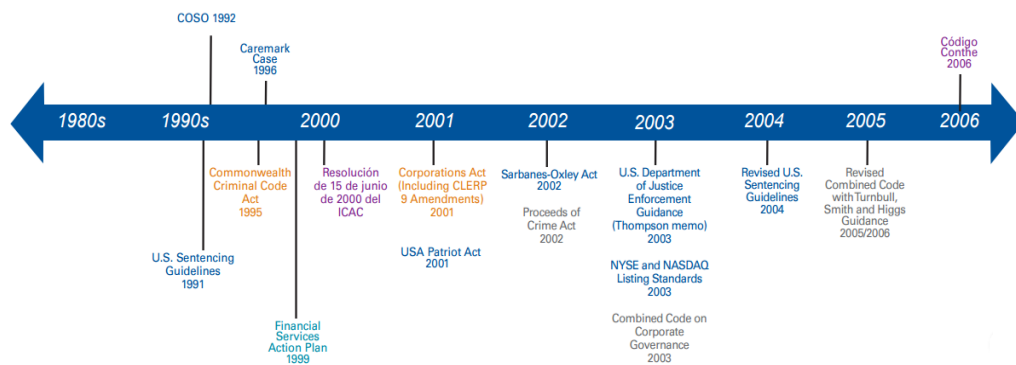 COSO 1992
Caremark
Case
1996
Código
Conthe
2006
1980s
1990s
2000
2001
2002
2003
2004
2005
2006
Commonwealth
Criminal Code
Act
1995
Resolución
de 15 de junio
de 2000 del
ICAC
Corporations Act
(Including CLERP
9 Amendments)
2001
Sarbanes-Oxley Act
2002
U.S. Department
of Justice
Enforcement
Guidance
(Thompson memo)
2003
Revised U.S.
Sentencing
Guidelines
2004
Revised
Combined Code
with Turnbull,
Smith and Higgs
Guidance
2005/2006
Proceeds of
Crime Act
2002
U.S. Sentencing
Guidelines
1991
USA Patriot Act
2001
NYSE and NASDAQ
Listing Standards
2003
Financial
Services
Action Plan
1999
Combined Code on
Corporate
Governance
2003